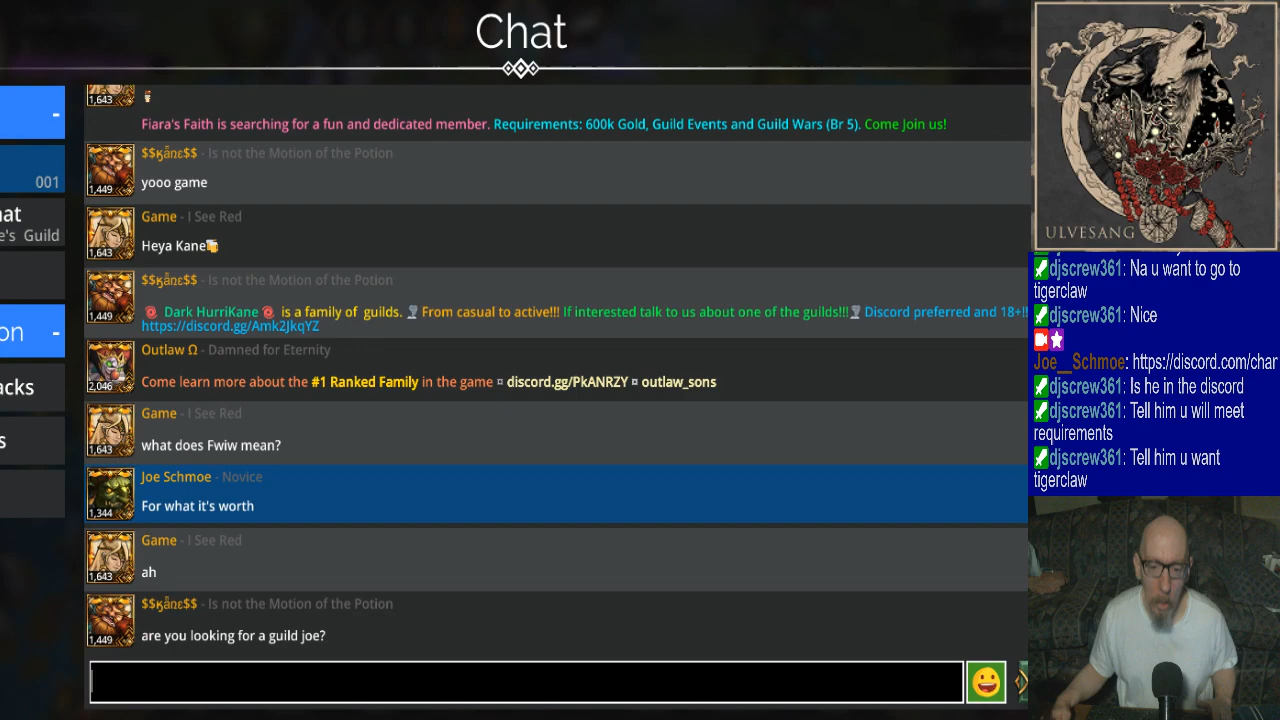 Chat
-
001
at
e's Guild
on -
acks
s
1,643
Fiara's Faith is searching for a fun and dedicated member. Requirements: 600k Gold, Guild Events and Guild Wars (Br 5). Come Join us!
$$ӄånє$$ - Is not the Motion of the Potion
1,449
yooo game
Game - I See Red
1,643
Heya Kane🍺
$$ӄånє$$ - Is not the Motion of the Potion
1,449
Dark HurriKane is a family of guilds. From casual to active!!! If interested talk to us about one of the guilds!!! Discord preferred and 18+!!
https://discord.gg/Amk2JkqYZ
Outlaw Ω - Damned for Eternity
2,046
Come learn more about the #1 Ranked Family in the game ¤ discord.gg/PkANRZY ¤ outlaw_sons
Game - I See Red
1,643
what does Fwiw mean?
Joe Schmoe - Novice
1,344
For what it's worth
Game - I See Red
1,643
ah
$$ӄånє$$ - Is not the Motion of the Potion
1,449
are you looking for a guild joe?
ULVESANG
djscrew361: Na u want to go to
tigerclaw
djscrew361: Nice
Joe__Schmoe: https://discord.com/char
djscrew361: Is he in the discord
djscrew361: Tell him u will meet
requirements
djscrew361: Tell him u want
tigerclaw